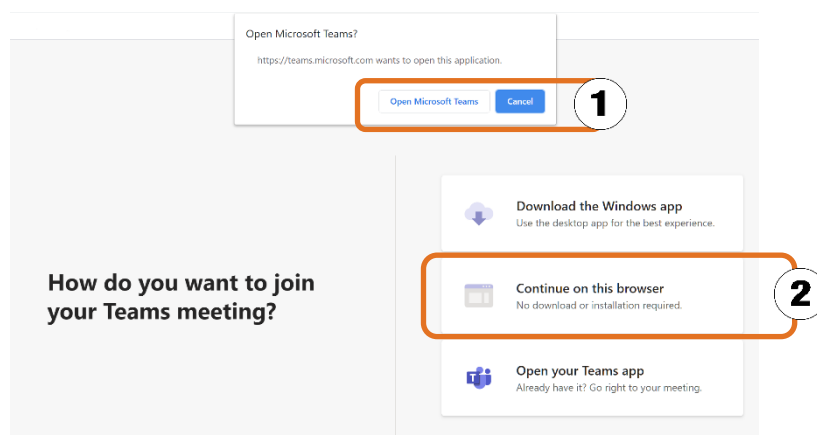 Open Microsoft Teams?
https://teams.microsoft.com wants to open this application.
Open Microsoft Teams Cancel
1
Download the Windows app
Use the desktop app for the best experience.
How do you want to join
your Teams meeting?
Continue on this browser
No download or installation required.
2
Open your Teams app
Already have it? Go right to your meeting.